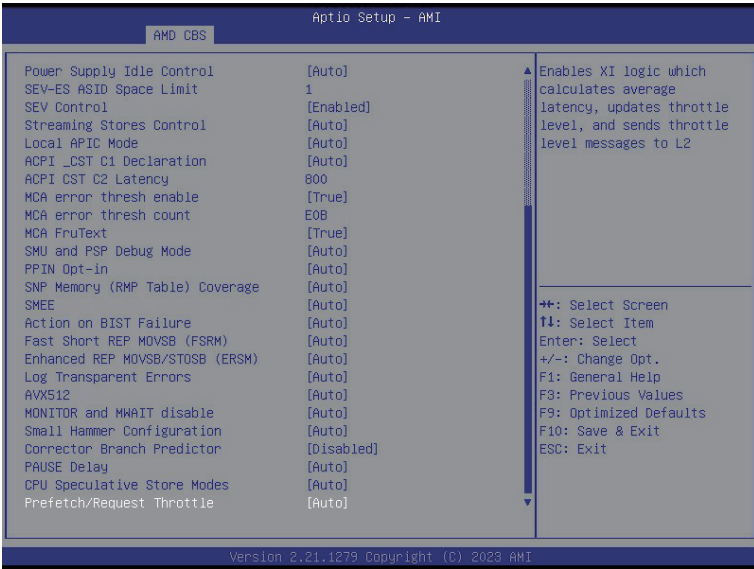 Aptio Setup – AMI
AMD CBS
Power Supply Idle Control [Auto]
SEV-ES ASID Space Limit 1
SEV Control [Enabled]
Streaming Stores Control [Auto]
Local APIC Mode [Auto]
ACPI _CST C1 Declaration [Auto]
ACPI CST C2 Latency 800
MCA error thresh enable [True]
MCA error thresh count E0B
MCA FruText [True]
SMU and PSP Debug Mode [Auto]
PPIN Opt-in [Auto]
SNP Memory (RMP Table) Coverage [Auto]
SMEE [Auto]
Action on BIST Failure [Auto]
Fast Short REP MOVSB (FSRM) [Auto]
Enhanced REP MOVSB/STOSB (ERSM) [Auto]
Log Transparent Errors [Auto]
AVX512 [Auto]
MONITOR and MWAIT disable [Auto]
Small Hammer Configuration [Auto]
Corrector Branch Predictor [Disabled]
PAUSE Delay [Auto]
CPU Speculative Store Modes [Auto]
Prefetch/Request Throttle [Auto]
Enables XI logic which
calculates average
latency, updates throttle
level, and sends throttle
level messages to L2
→←: Select Screen
↑↓: Select Item
Enter: Select
+/-: Change Opt.
F1: General Help
F3: Previous Values
F9: Optimized Defaults
F10: Save & Exit
ESC: Exit
Version 2.21.1279 Copyright (C) 2023 AMI